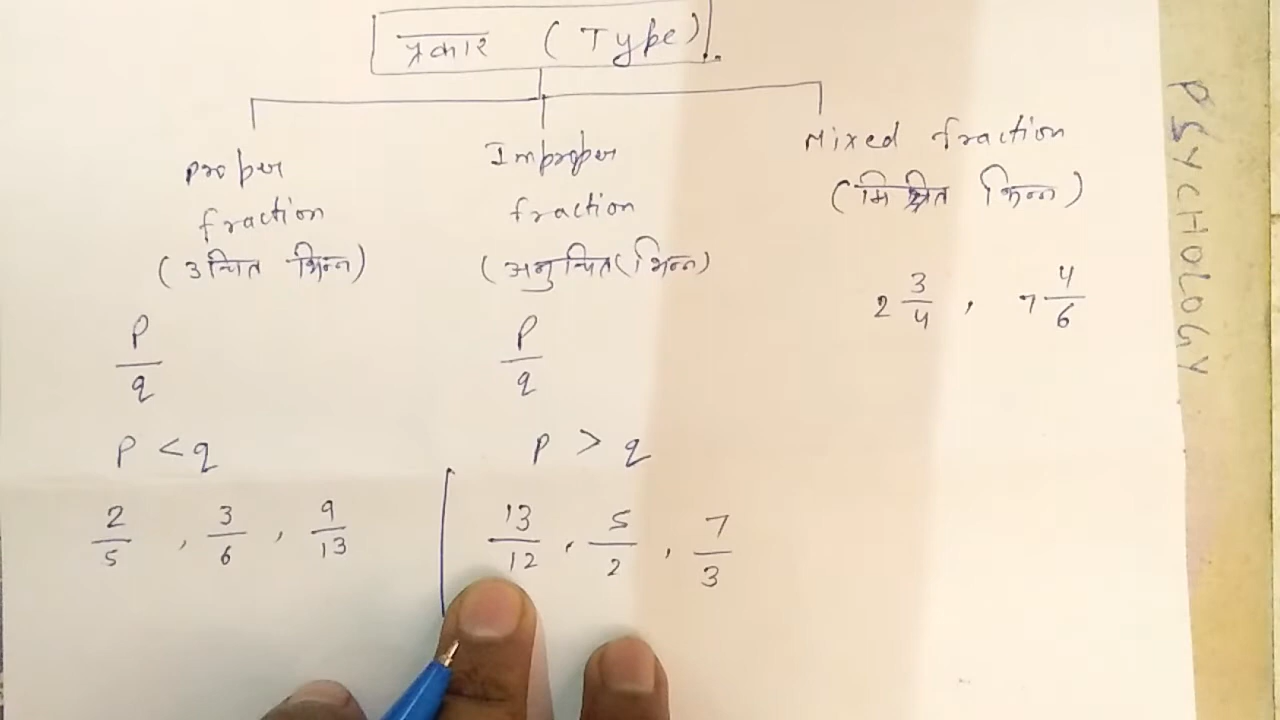 प्रकार (Type)
Proper
fraction
(उचित भिन्न)
P/q
P < q
2/5 , 3/6 , 9/13
Improper
fraction
(अनुचित (भिन्न)
P/q
P > q
13/12 , 5/2 , 7/3
Mixed fraction
(मिश्रित भिन्न)
2 3/4 , 7 4/6
PSYCHOLOGY